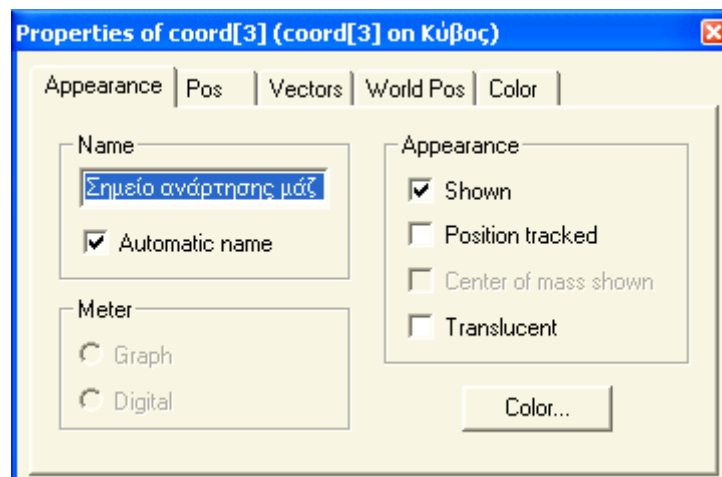 Properties of coord[3] (coord[3] on Κύβος)
Appearance Pos Vectors World Pos Color
Name
Σημείο ανάρτησης μάζ
Automatic name
Meter
Graph
Digital
Appearance
Shown
Position tracked
Center of mass shown
Translucent
Color...